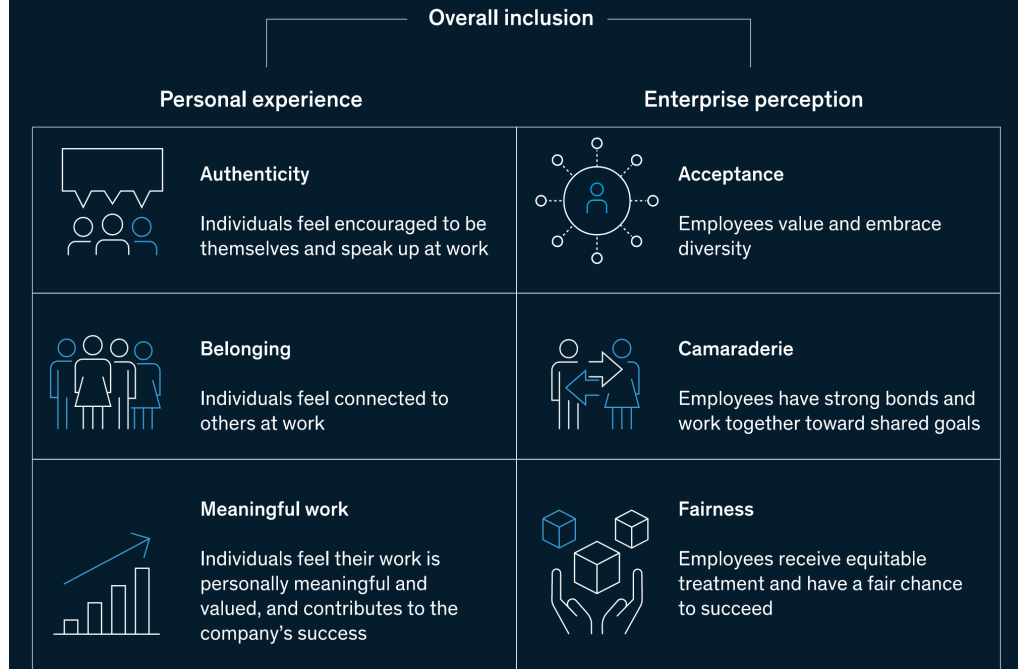 Overall inclusion
Personal experience
Enterprise perception
Authenticity
Individuals feel encouraged to be
themselves and speak up at work
Acceptance
Employees value and embrace
diversity
Belonging
Individuals feel connected to
others at work
Camaraderie
Employees have strong bonds and
work together toward shared goals
Meaningful work
Individuals feel their work is
personally meaningful and
valued, and contributes to the
company’s success
Fairness
Employees receive equitable
treatment and have a fair chance
to succeed